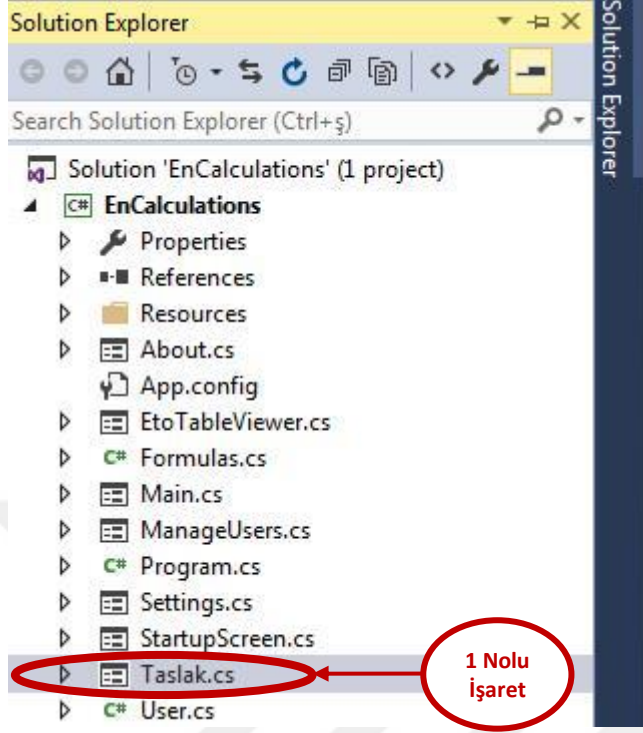 Solution Explorer
Search Solution Explorer (Ctrl+ş)
Solution 'EnCalculations' (1 project)
C# EnCalculations
Properties
References
Resources
About.cs
App.config
EtoTableViewer.cs
C# Formulas.cs
Main.cs
ManageUsers.cs
C# Program.cs
Settings.cs
StartupScreen.cs
Taslak.cs
C# User.cs
1 Nolu
İşaret
Solution Explorer